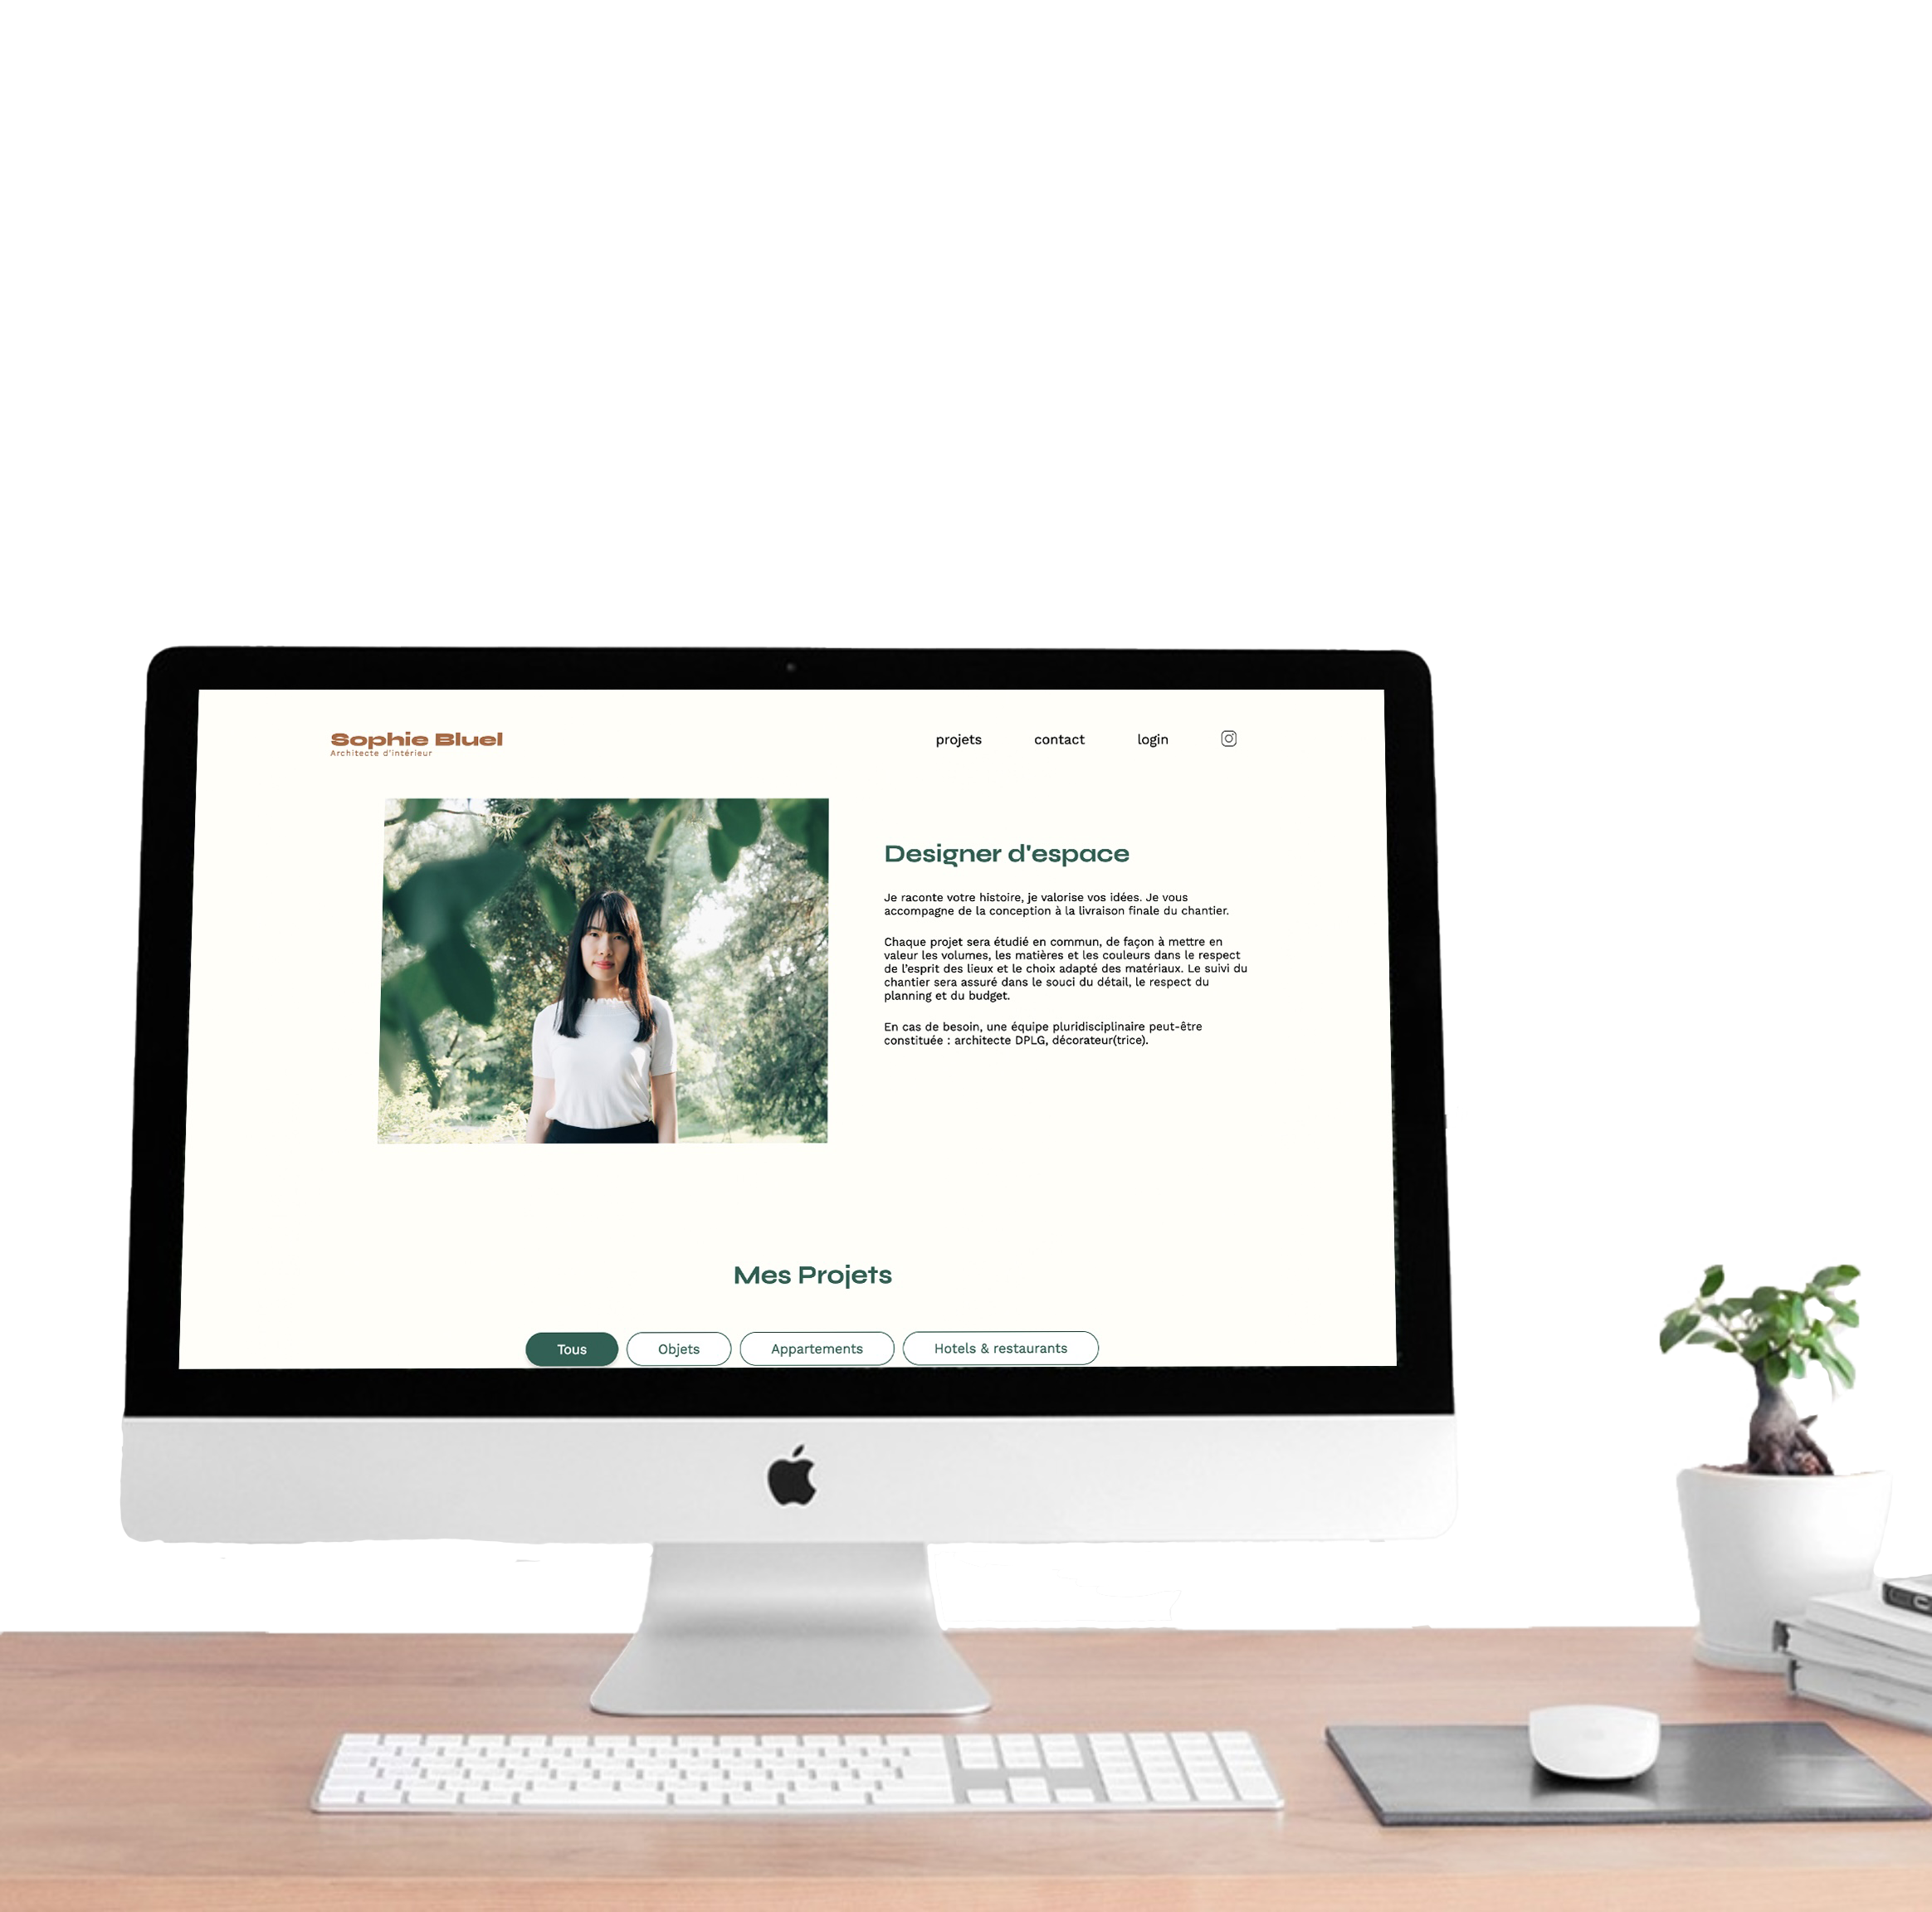 Sophie Bluel
Architecte d'intérieur
projets
contact
login
Designer d'espace
Je raconte votre histoire, je valorise vos idées. Je vous
accompagne de la conception à la livraison finale du chantier.
Chaque projet sera étudié en commun, de façon à mettre en
valeur les volumes, les matières et les couleurs dans le respect
de l’esprit des lieux et le choix adapté des matériaux. Le suivi du
chantier sera assuré dans le souci du détail, le respect du
planning et du budget.
En cas de besoin, une équipe pluridisciplinaire peut-être
constituée : architecte DPLG, décorateur(trice).
Mes Projets
Tous
Objets
Appartements
Hotels & restaurants